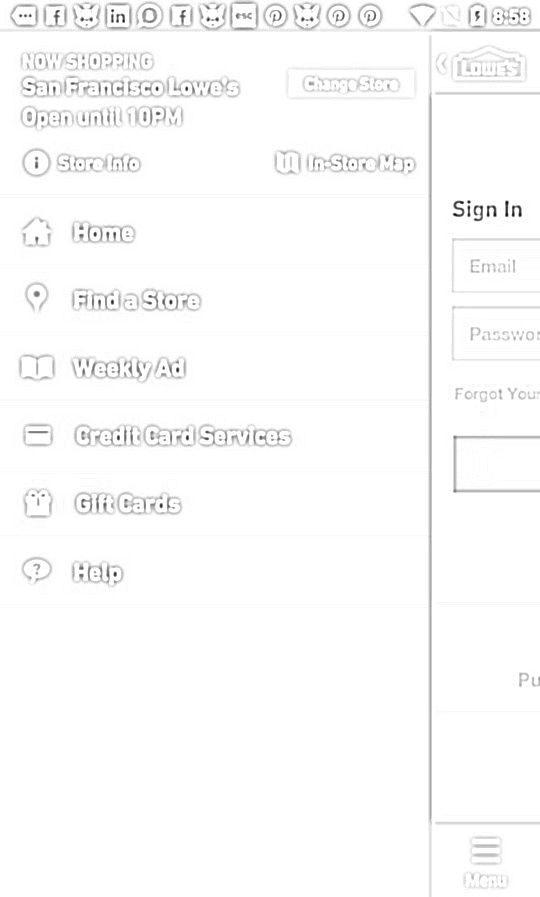 esc
8:58
NOW SHOPPING
San Francisco Lowe's
Open until 10PM
Change Store
Store Info
In-Store Map
Home
Find a Store
Weekly Ad
Credit Card Services
Gift Cards
Help
LOWE'S
Sign In
Email
Passwor
Forgot Your
Pu
Menu